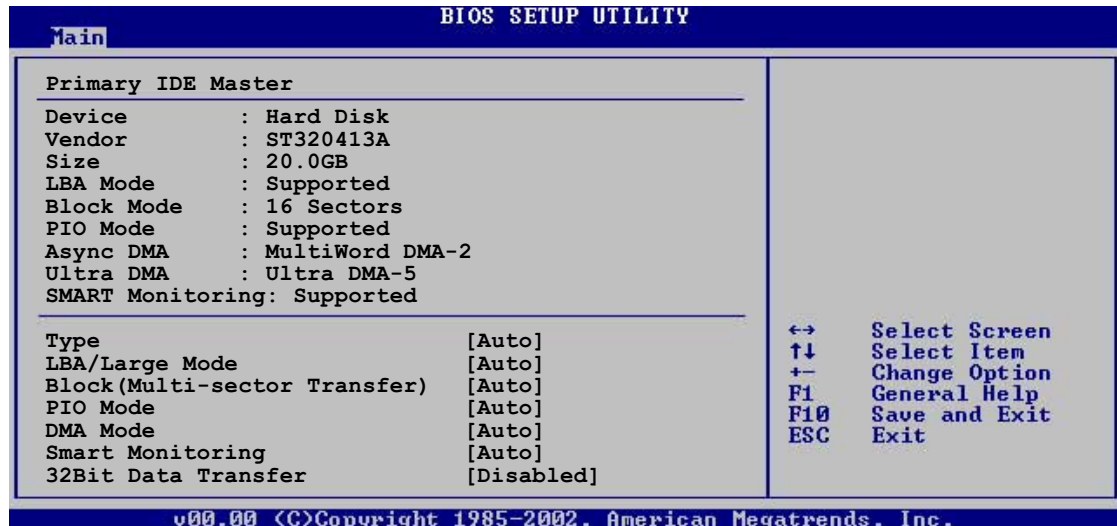 BIOS SETUP UTILITY
Main
Primary IDE Master
Device : Hard Disk
Vendor : ST320413A
Size : 20.0GB
LBA Mode : Supported
Block Mode : 16 Sectors
PIO Mode : Supported
Async DMA : MultiWord DMA-2
Ultra DMA : Ultra DMA-5
SMART Monitoring: Supported
Type [Auto]
LBA/Large Mode [Auto]
Block(Multi-sector Transfer) [Auto]
PIO Mode [Auto]
DMA Mode [Auto]
Smart Monitoring [Auto]
32Bit Data Transfer [Disabled]
←→ Select Screen
↑↓ Select Item
+- Change Option
F1 General Help
F10 Save and Exit
ESC Exit
v00.00 (C)Copyright 1985-2002, American Megatrends, Inc.